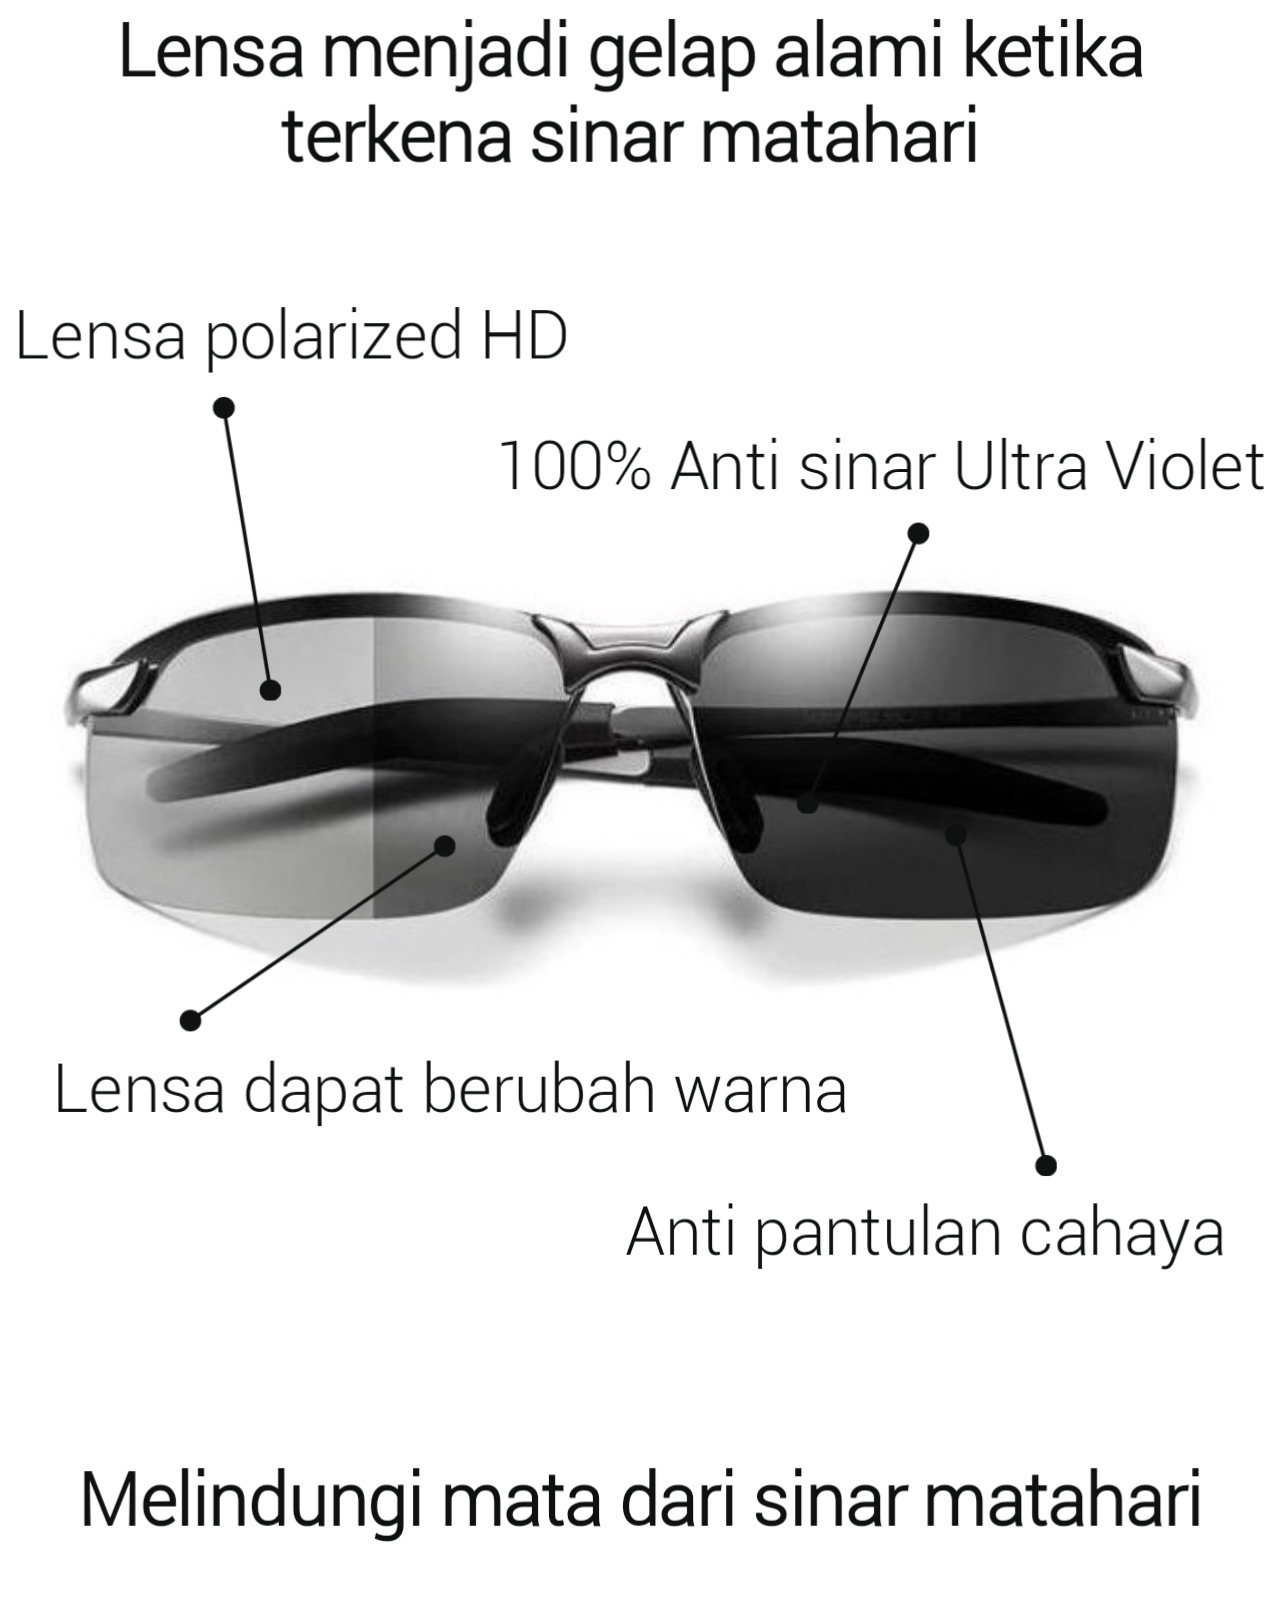 Lensa menjadi gelap alami ketika
terkena sinar matahari
Lensa polarized HD
100% Anti sinar Ultra Violet
Lensa dapat berubah warna
Anti pantulan cahaya
Melindungi mata dari sinar matahari